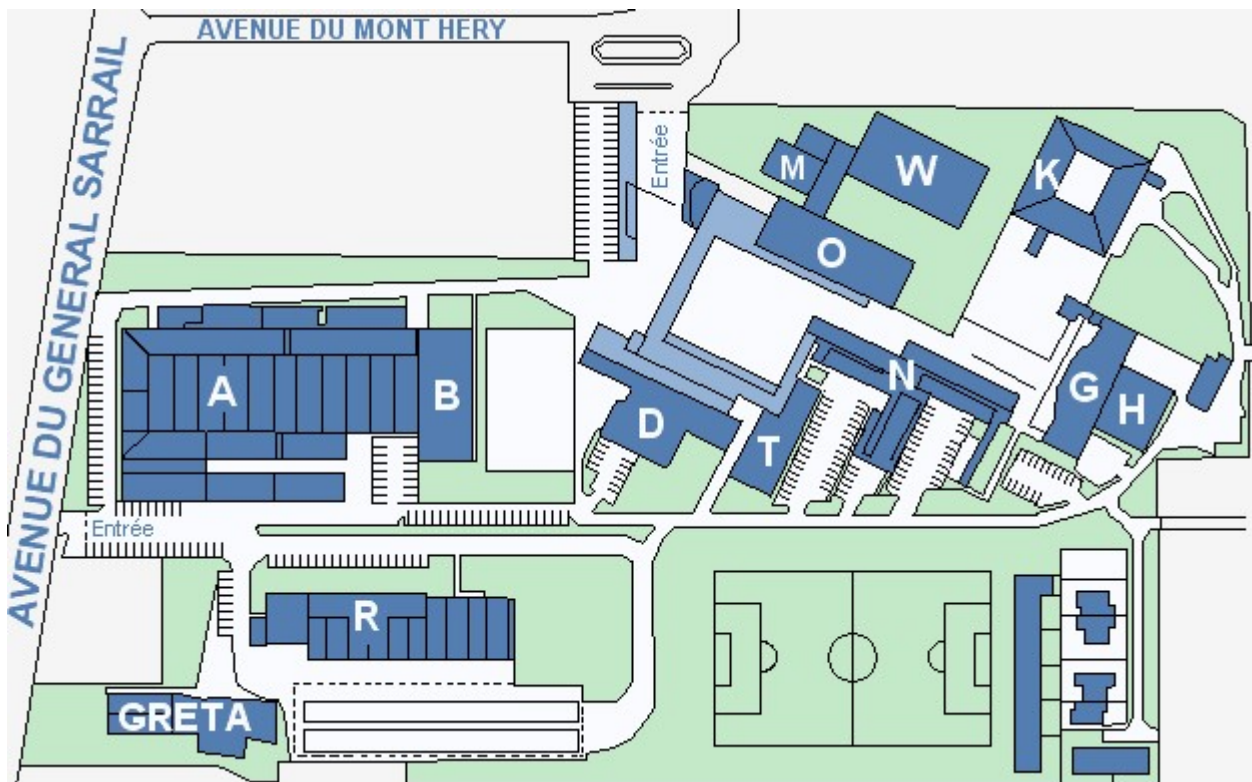 AVENUE DU MONT HERY
AVENUE DU GENERAL SARRAIL
Entrée
M
W
K
O
A
B
N
G
H
D
T
Entrée
R
GRETA